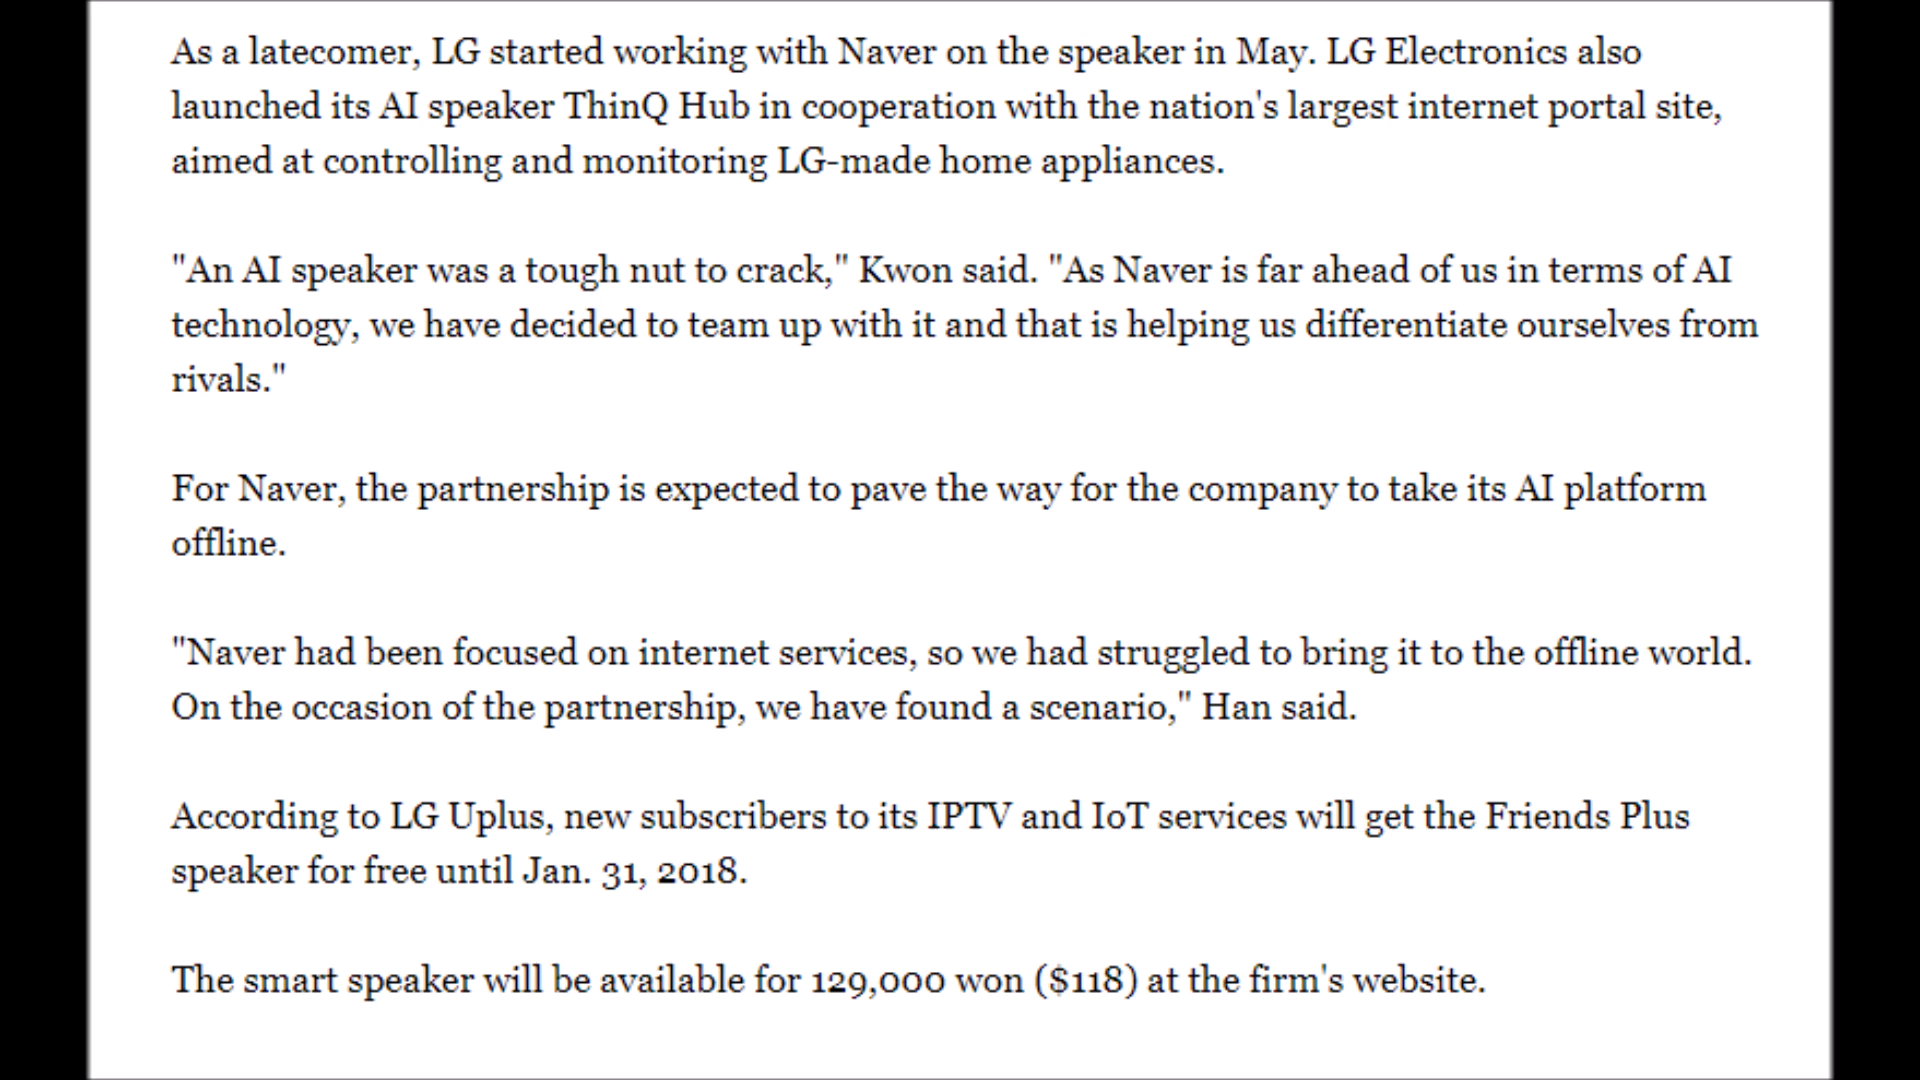 As a latecomer, LG started working with Naver on the speaker in May. LG Electronics also
launched its AI speaker ThinQ Hub in cooperation with the nation's largest internet portal site,
aimed at controlling and monitoring LG-made home appliances.
"An AI speaker was a tough nut to crack," Kwon said. "As Naver is far ahead of us in terms of AI
technology, we have decided to team up with it and that is helping us differentiate ourselves from
rivals."
For Naver, the partnership is expected to pave the way for the company to take its AI platform
offline.
"Naver had been focused on internet services, so we had struggled to bring it to the offline world.
On the occasion of the partnership, we have found a scenario," Han said.
According to LG Uplus, new subscribers to its IPTV and IoT services will get the Friends Plus
speaker for free until Jan. 31, 2018.
The smart speaker will be available for 129,000 won ($118) at the firm's website.